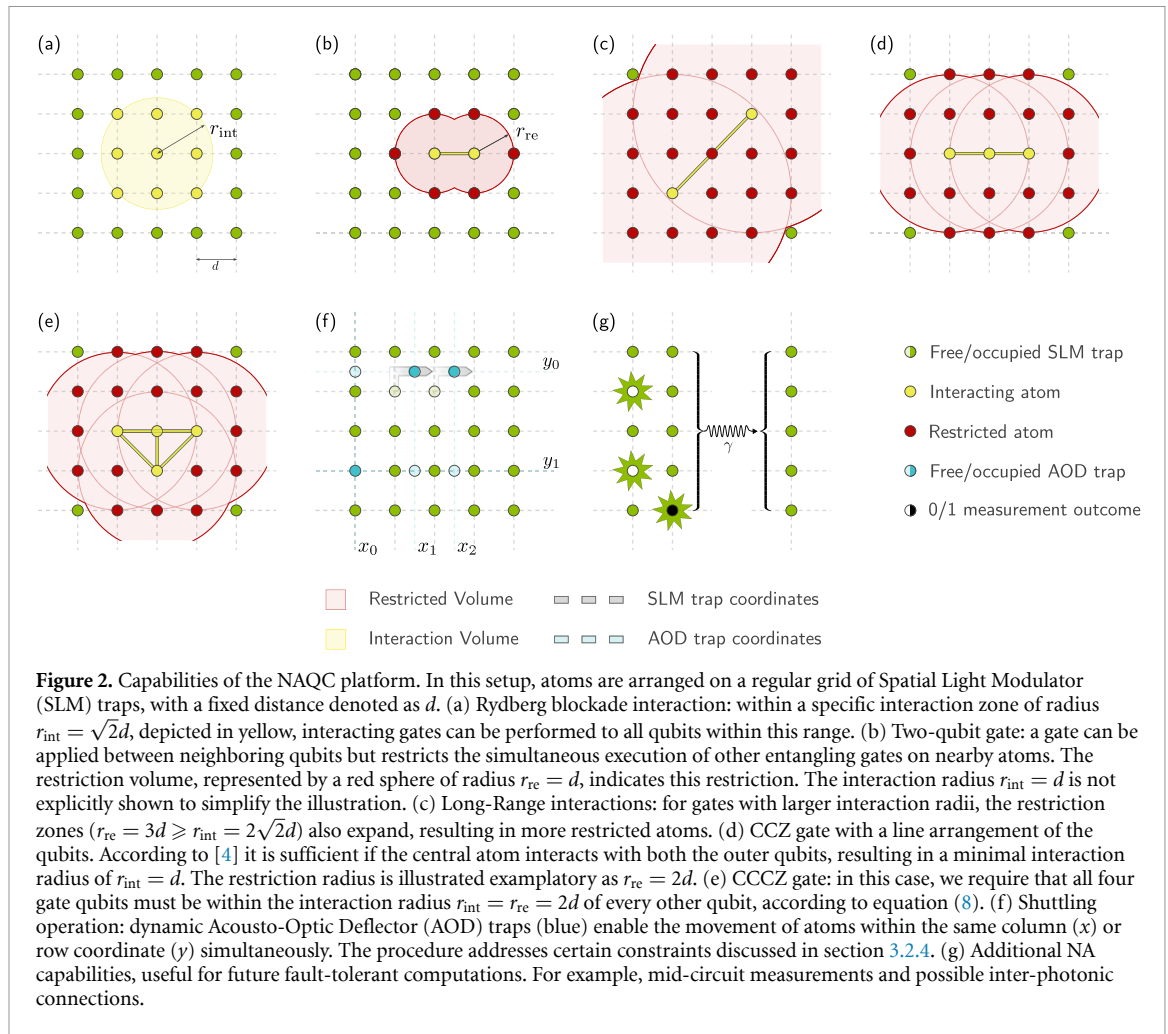 (a)
(b)
(c)
(d)
r_int
r_re
d
(e)
(f)
(g)
y_0
y_1
x_0
x_1
x_2
γ
Free/occupied SLM trap
Interacting atom
Restricted atom
Free/occupied AOD trap
0/1 measurement outcome
Restricted Volume
SLM trap coordinates
Interaction Volume
AOD trap coordinates
Figure 2. Capabilities of the NAQC platform. In this setup, atoms are arranged on a regular grid of Spatial Light Modulator
(SLM) traps, with a fixed distance denoted as d. (a) Rydberg blockade interaction: within a specific interaction zone of radius
r_int = √2d, depicted in yellow, interacting gates can be performed to all qubits within this range. (b) Two-qubit gate: a gate can be
applied between neighboring qubits but restricts the simultaneous execution of other entangling gates on nearby atoms. The
restriction volume, represented by a red sphere of radius r_re = d, indicates this restriction. The interaction radius r_int = d is not
explicitly shown to simplify the illustration. (c) Long-Range interactions: for gates with larger interaction radii, the restriction
zones (r_re = 3d ⩾ r_int = 2√2d) also expand, resulting in more restricted atoms. (d) CCZ gate with a line arrangement of the
qubits. According to [4] it is sufficient if the central atom interacts with both the outer qubits, resulting in a minimal interaction
radius of r_int = d. The restriction radius is illustrated examplatory as r_re = 2d. (e) CCCZ gate: in this case, we require that all four
gate qubits must be within the interaction radius r_int = r_re = 2d of every other qubit, according to equation (8). (f) Shuttling
operation: dynamic Acousto-Optic Deflector (AOD) traps (blue) enable the movement of atoms within the same column (x) or
row coordinate (y) simultaneously. The procedure addresses certain constraints discussed in section 3.2.4. (g) Additional NA
capabilities, useful for future fault-tolerant computations. For example, mid-circuit measurements and possible inter-photonic
connections.